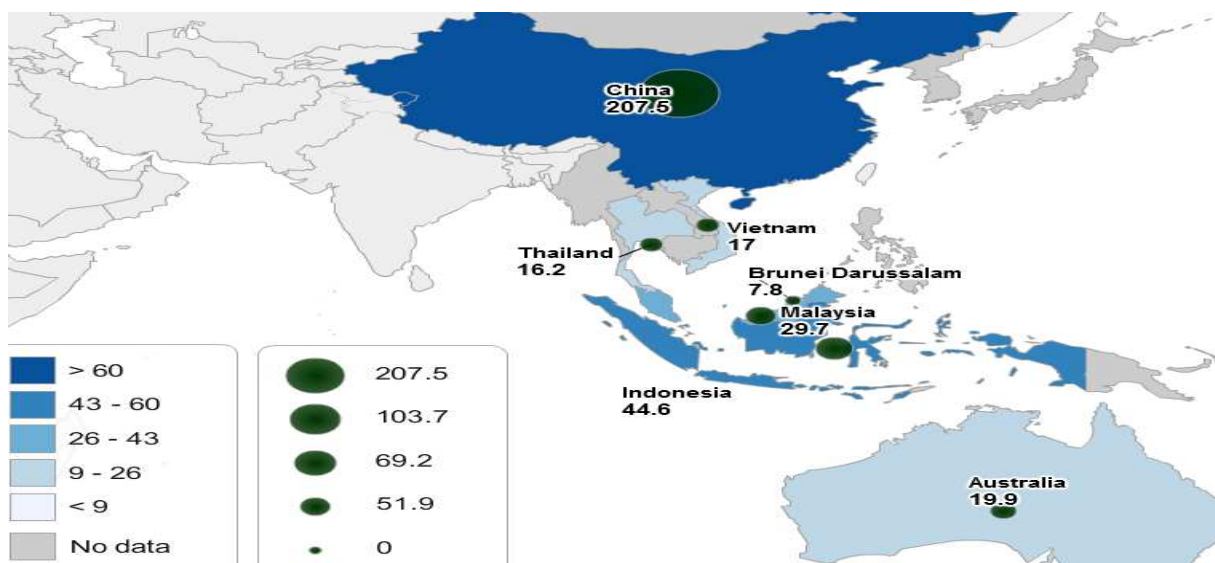 China
207.5
Vietnam
17
Thailand
16.2
Brunei Darussalam
7.8
Malaysia
29.7
Indonesia
44.6
Australia
19.9
> 60
43 - 60
26 - 43
9 - 26
< 9
No data
207.5
103.7
69.2
51.9
0